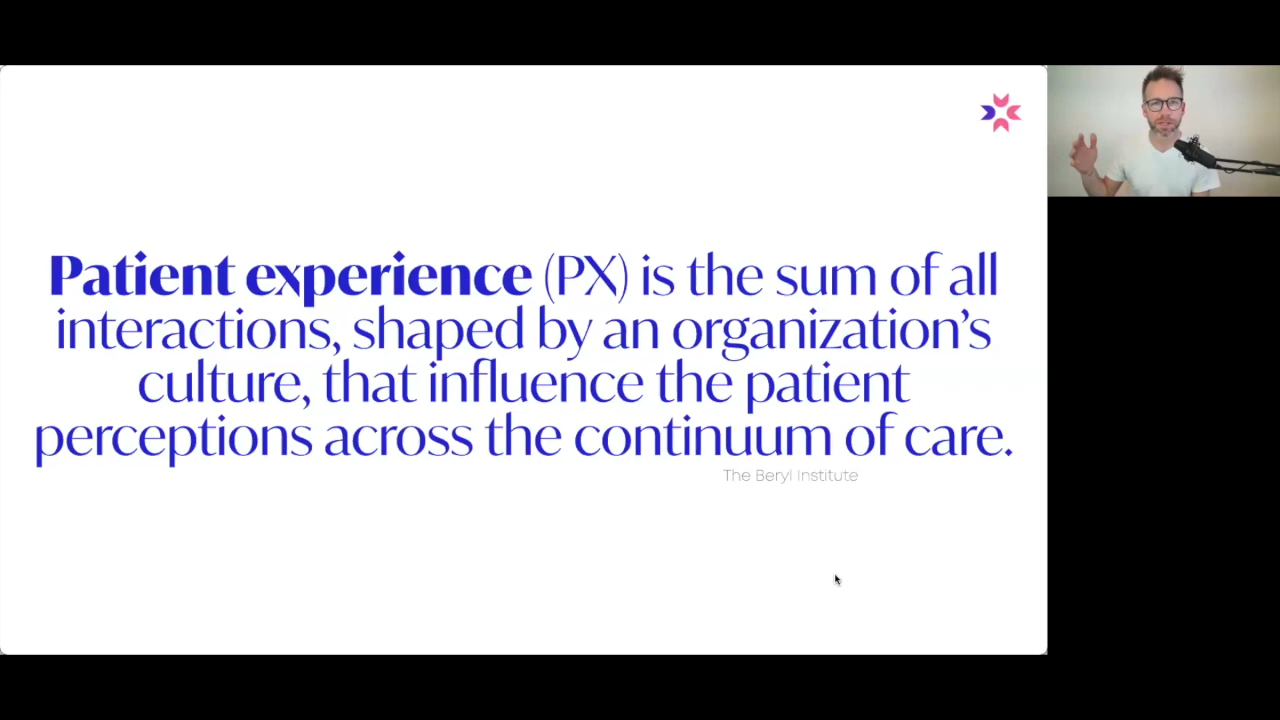 Patient experience (PX) is the sum of all
interactions, shaped by an organization’s
culture, that influence the patient
perceptions across the continuum of care.
The Beryl Institute